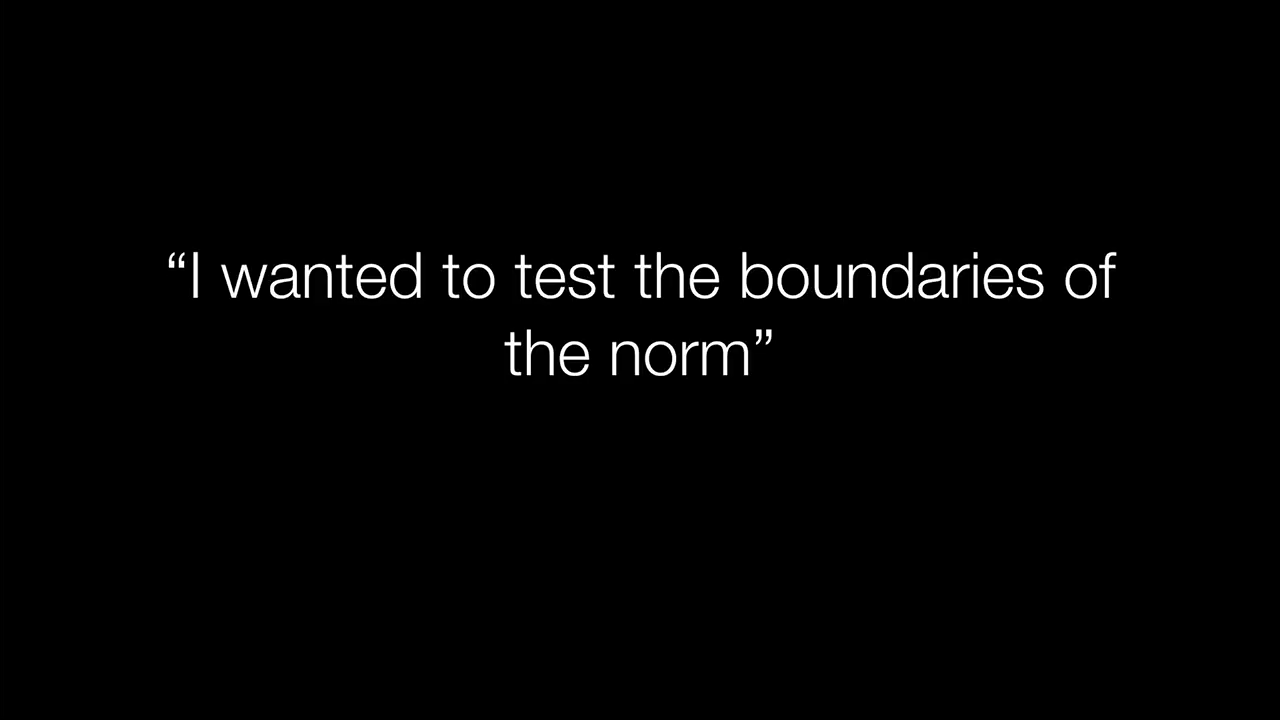 “I wanted to test the boundaries of
the norm”